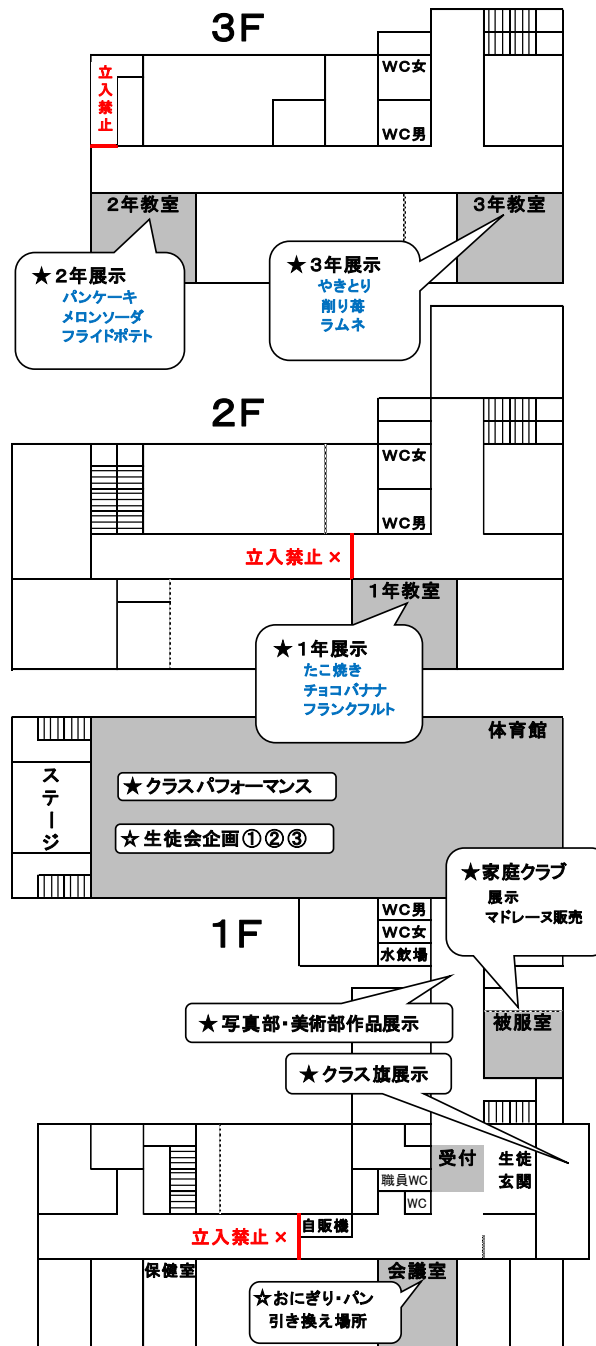 3F
立入禁止
WC女
WC男
2年教室
3年教室
★2年展示
パンケーキ
メロンソーダ
フライドポテト
★3年展示
やきとり
削り苺
ラムネ
2F
WC女
WC男
立入禁止×
1年教室
★1年展示
たこ焼き
チョコバナナ
フランクフルト
体育館
ステージ
★クラスパフォーマンス
☆生徒会企画①②③
★家庭クラブ
展示
マドレーヌ販売
1F
WC男
WC女
水飲場
★写真部・美術部作品展示
被服室
★クラス旗展示
受付
生徒
玄関
職員WC
WC
自販機
立入禁止×
保健室
会議室
☆おにぎり・パン
引き換え場所